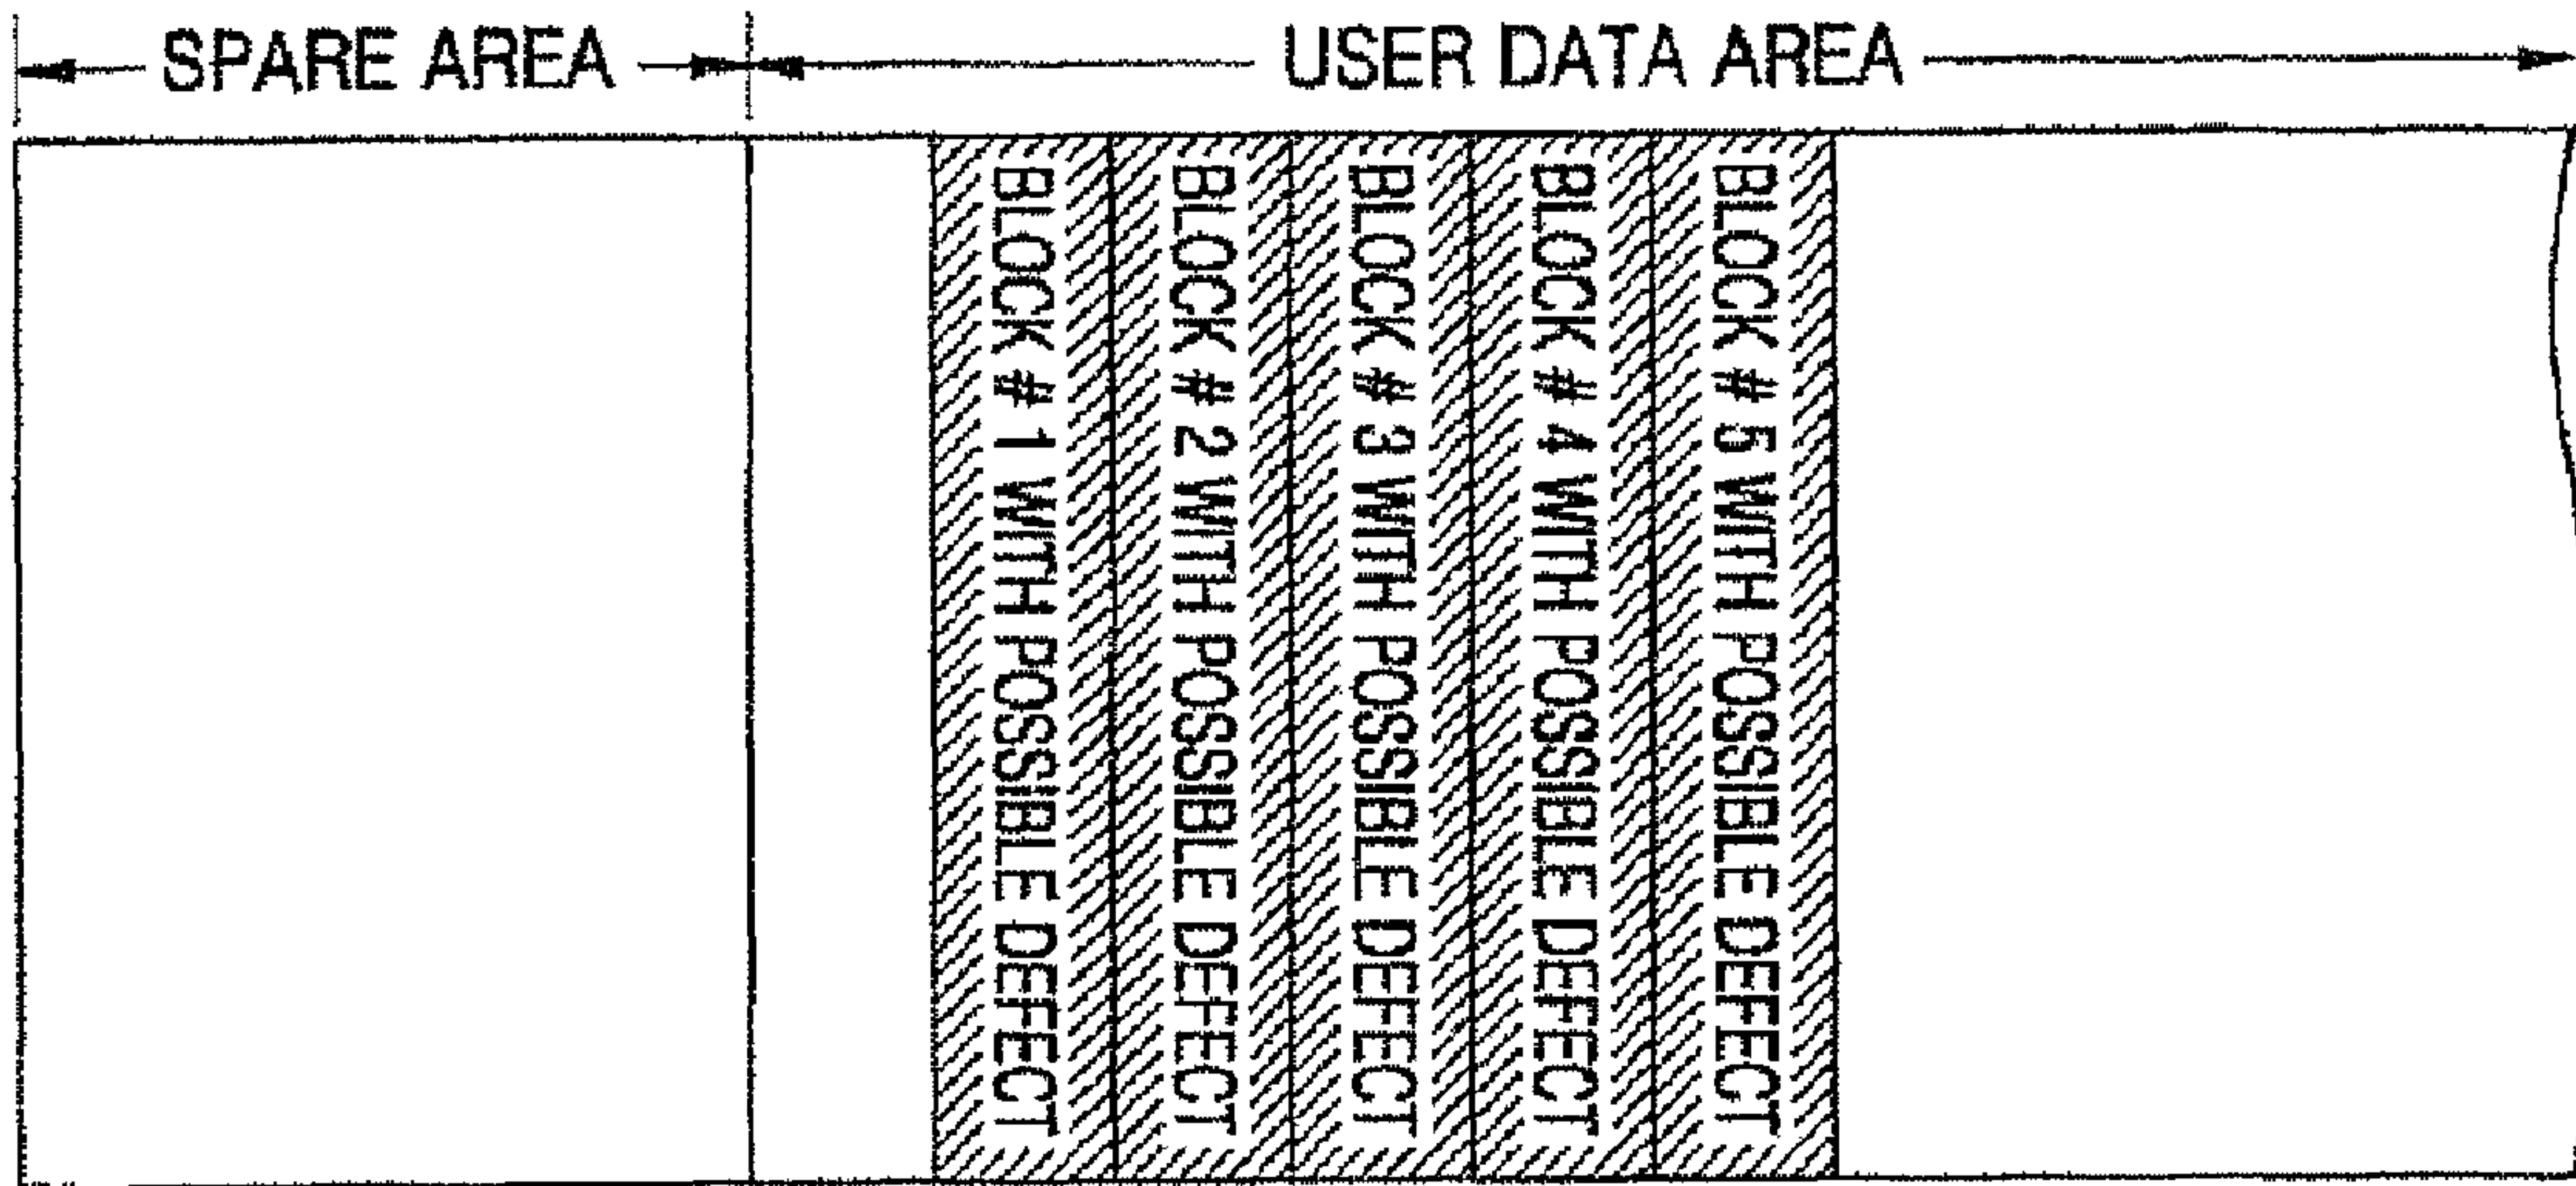 SPARE AREA
USER DATA AREA
BLOCK # 1 WITH POSSIBLE DEFECT
BLOCK # 2 WITH POSSIBLE DEFECT
BLOCK # 3 WITH POSSIBLE DEFECT
BLOCK # 4 WITH POSSIBLE DEFECT
BLOCK # 5 WITH POSSIBLE DEFECT